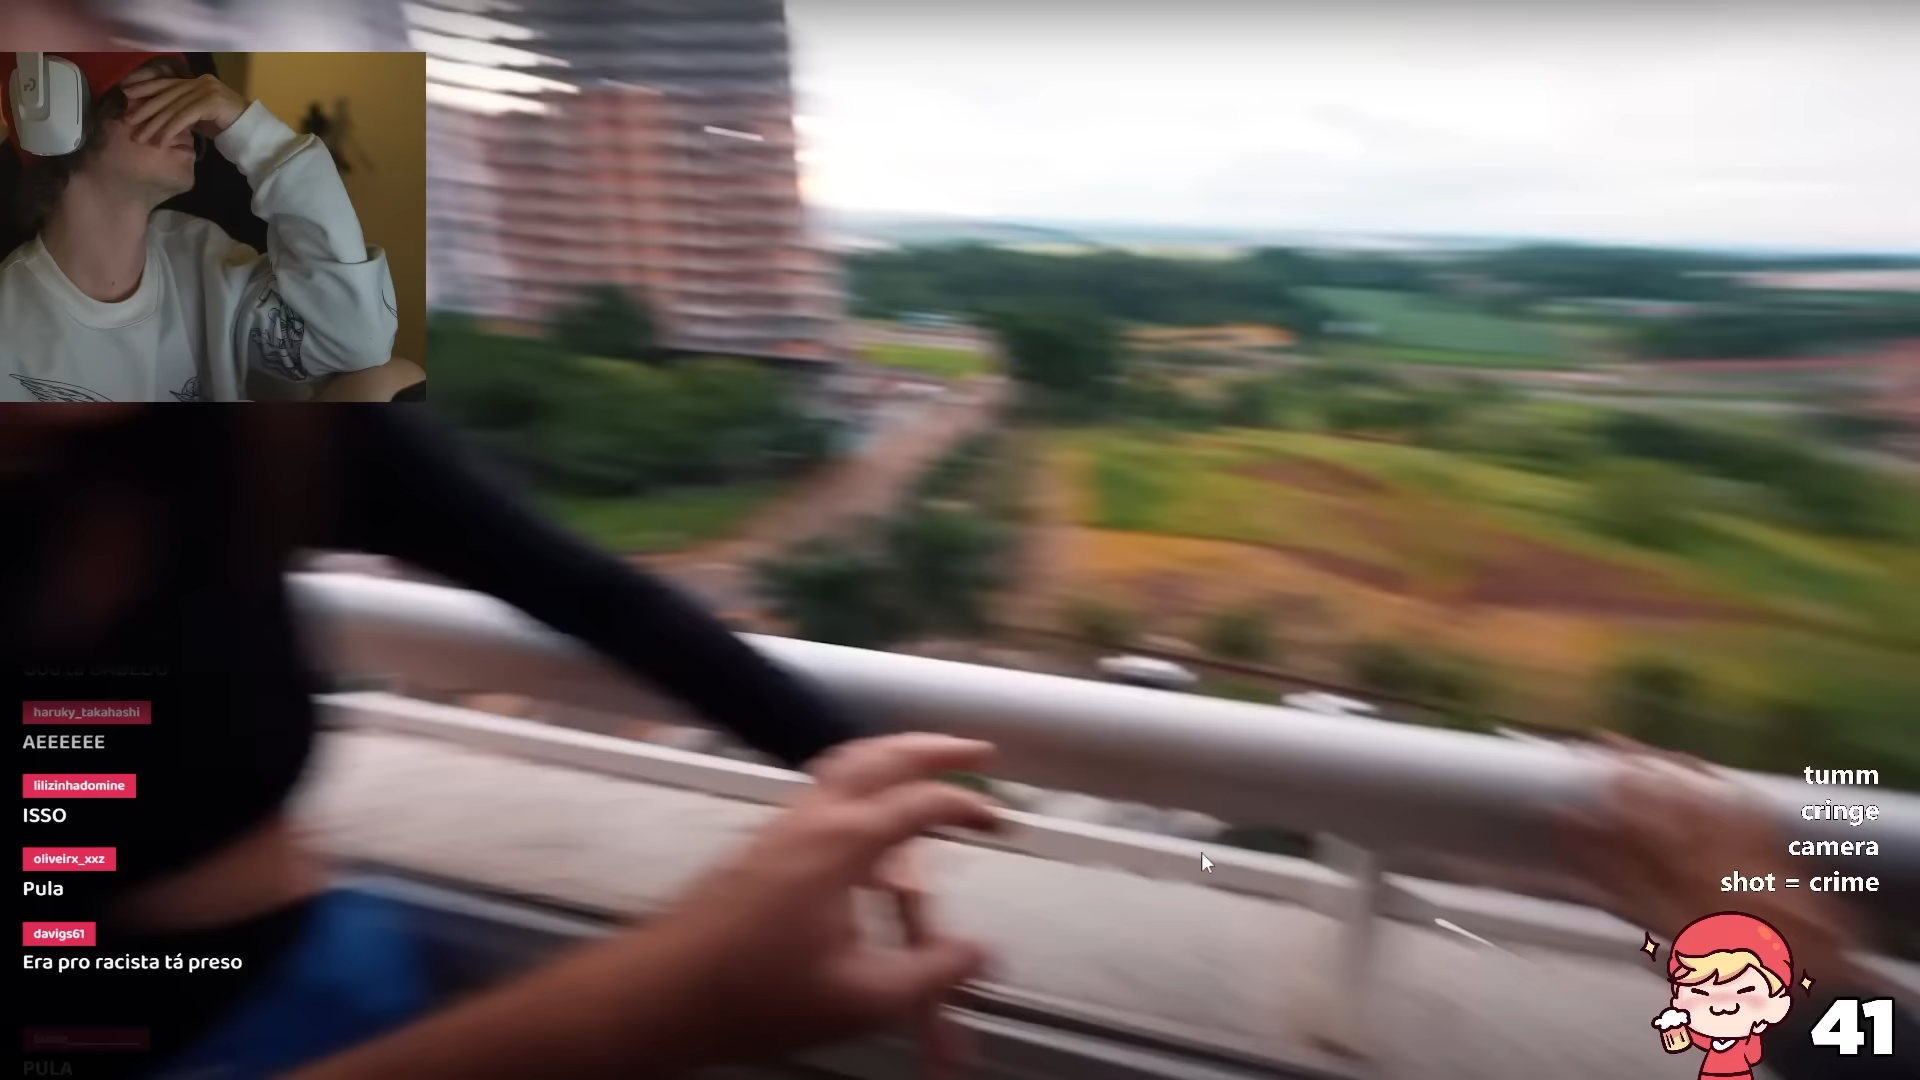 haruky_takahashi
AEEEEEE
lilizinhadomine
ISSO
oliveirx_xxz
Pula
davigs61
Era pro racista tá preso
PULA
tumm
cringe
camera
shot = crime
41